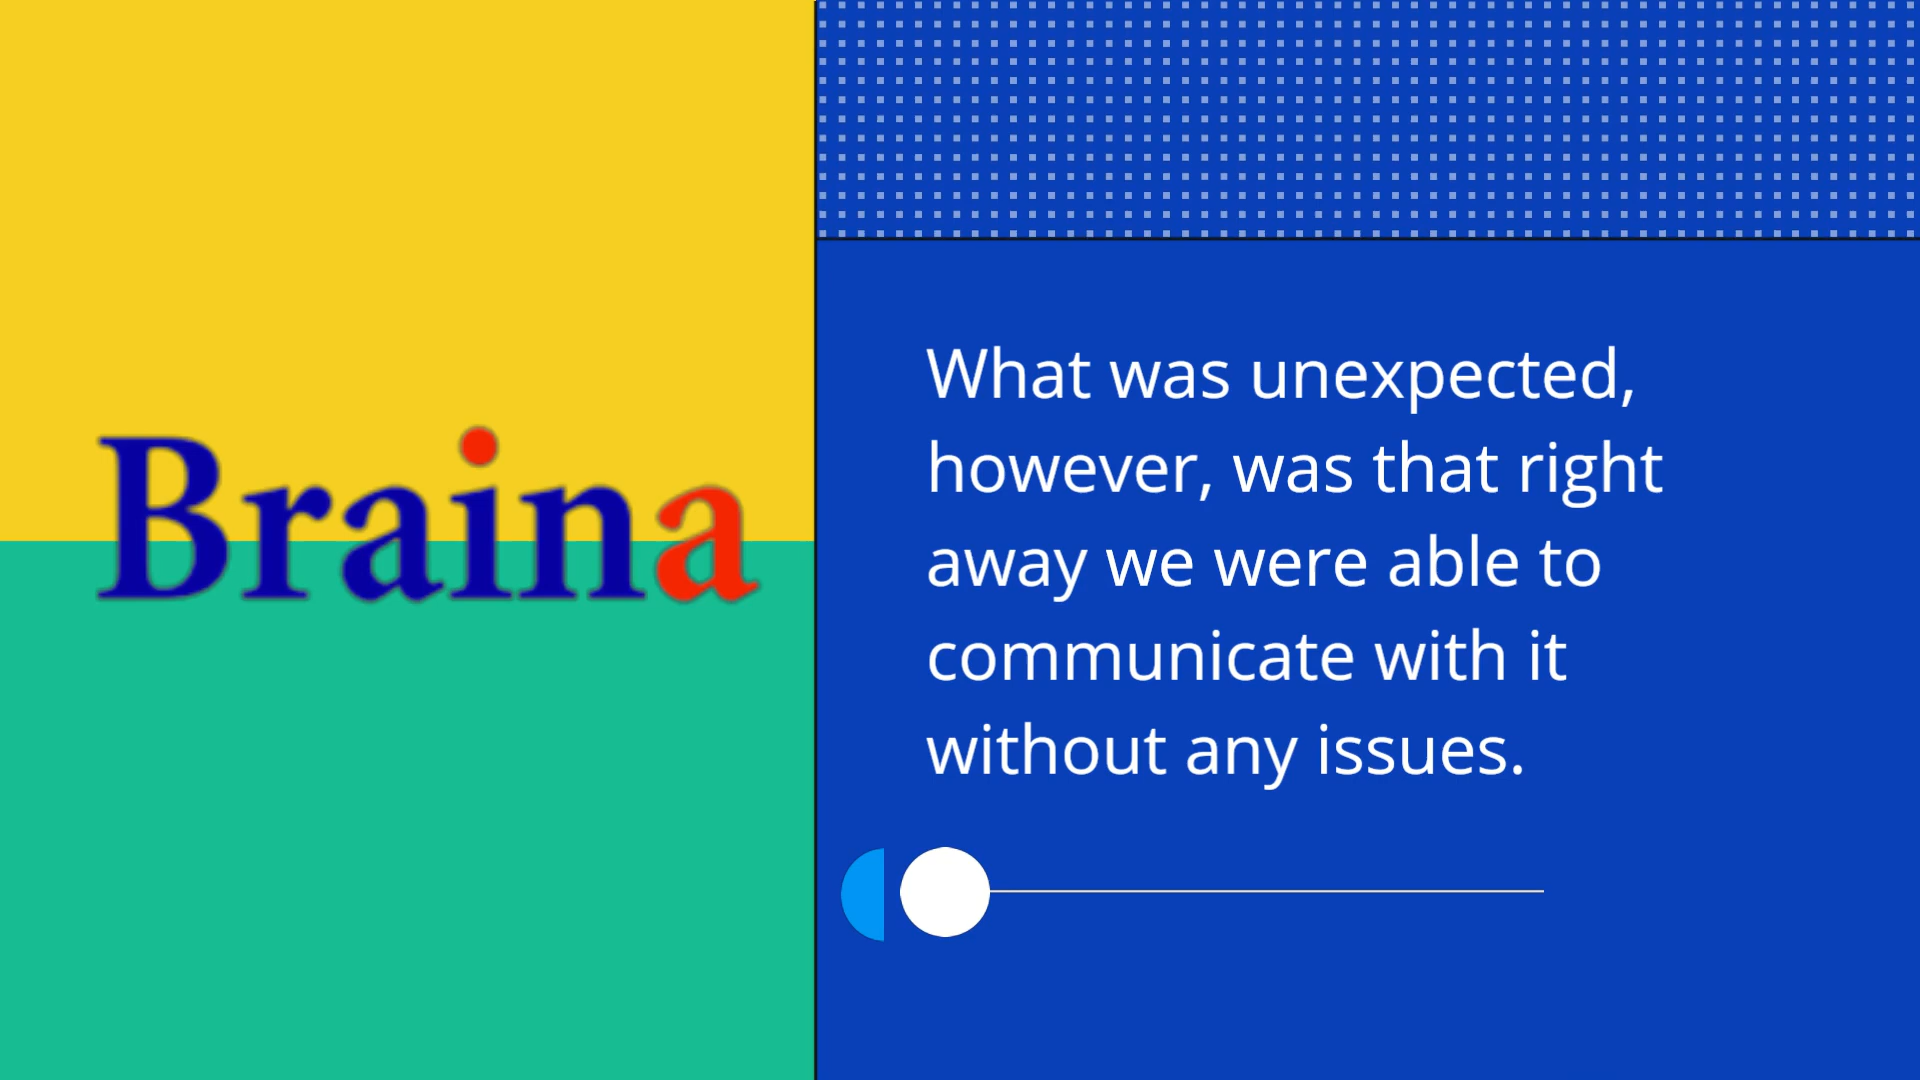 Braina
What was unexpected,
however, was that right
away we were able to
communicate with it
without any issues.